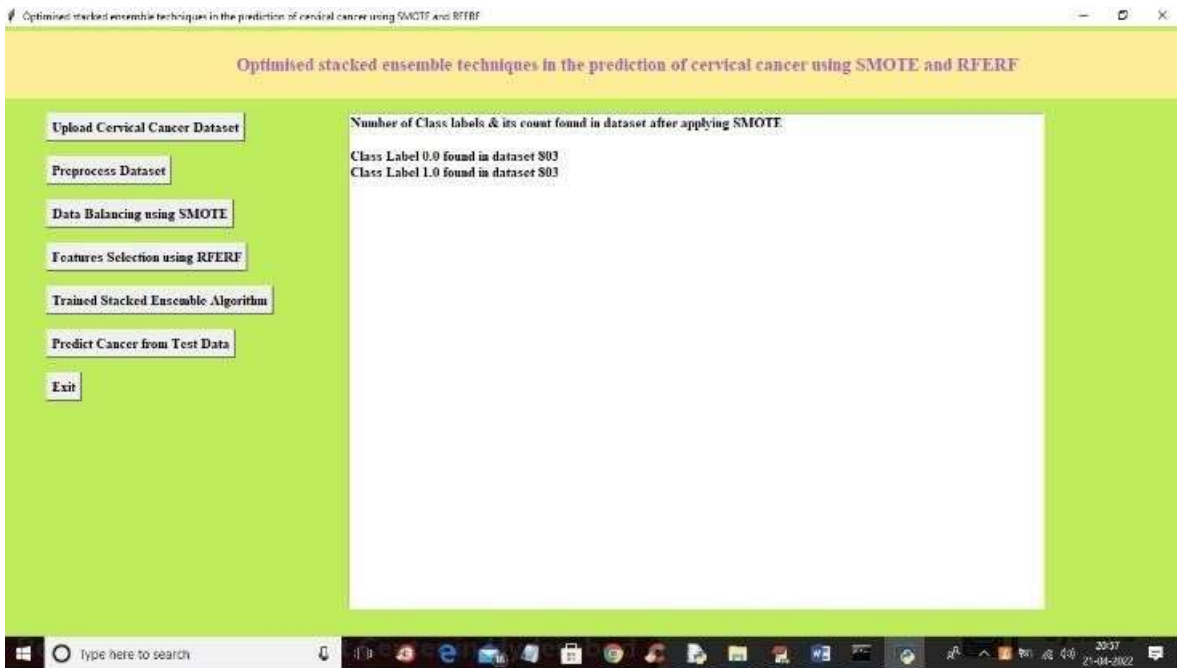 Optimised stacked ensemble techniques in the prediction of cervical cancer using SMOTE and RFERF
Optimised stacked ensemble techniques in the prediction of cervical cancer using SMOTE and RFERF
Upload Cervical Cancer Dataset
Preprocess Dataset
Data Balancing using SMOTE
Features Selection using RFERF
Trained Stacked Ensemble Algorithm
Predict Cancer from Test Data
Exit
Number of Class labels & its count found in dataset after applying SMOTE
Class Label 0.0 found in dataset 803
Class Label 1.0 found in dataset 803
Type here to search
20:57
21-04-2022